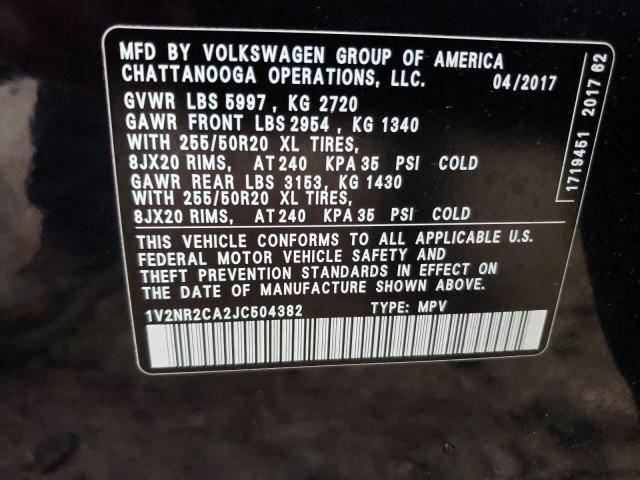 MFD BY VOLKSWAGEN GROUP OF AMERICA
CHATTANOOGA OPERATIONS, LLC. 04/2017
GVWR LBS 5997 , KG 2720
GAWR FRONT LBS 2954 , KG 1340
WITH 255/50R20 XL TIRES,
8JX20 RIMS, AT 240 KPA 35 PSI COLD
GAWR REAR LBS 3153, KG 1430
WITH 255/50R20 XL TIRES,
8JX20 RIMS, AT 240 KPA 35 PSI COLD
THIS VEHICLE CONFORMS TO ALL APPLICABLE U.S.
FEDERAL MOTOR VEHICLE SAFETY AND
THEFT PREVENTION STANDARDS IN EFFECT ON
THE DATE OF MANUFACTURE SHOWN ABOVE.
1V2NR2CA2JC504382 TYPE: MPV
1719451 2017 62